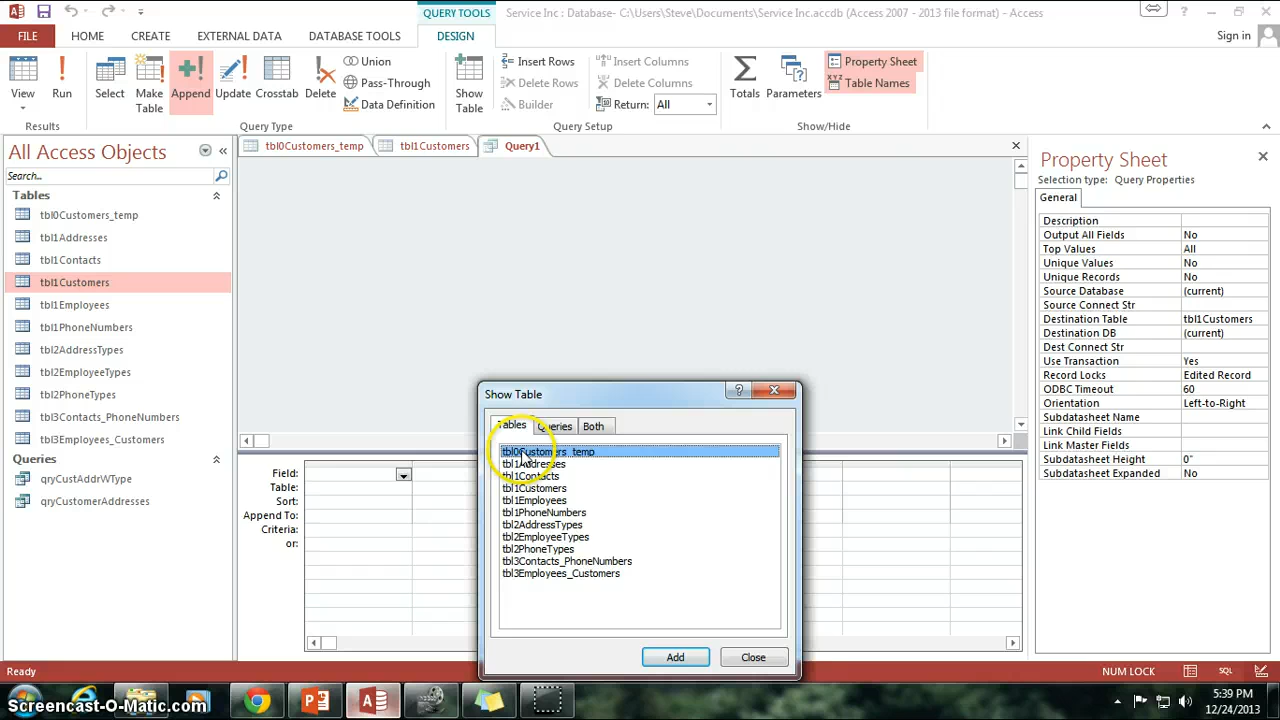 QUERY TOOLS
Service Inc : Database- C:\Users\Steve\Documents\Service Inc.accdb (Access 2007 - 2013 file format) - Access
FILE HOME CREATE EXTERNAL DATA DATABASE TOOLS DESIGN Sign in
View
Run
Results
Select
Make Table
Append
Update
Crosstab
Delete
Union
Pass-Through
Data Definition
Query Type
Show Table
Insert Rows
Delete Rows
Builder
Insert Columns
Delete Columns
Return: All
Query Setup
Totals
Parameters
Property Sheet
Table Names
Show/Hide
All Access Objects
Search...
Tables
tbl0Customers_temp
tbl1Addresses
tbl1Contacts
tbl1Customers
tbl1Employees
tbl1PhoneNumbers
tbl2AddressTypes
tbl2EmployeeTypes
tbl2PhoneTypes
tbl3Contacts_PhoneNumbers
tbl3Employees_Customers
Queries
qryCustAddrWType
qryCustomerAddresses
tbl0Customers_temp tbl1Customers Query1
Field:
Table:
Sort:
Append To:
Criteria:
or:
Show Table
Tables Queries Both
tbl0Customers_temp
tbl1Addresses
tbl1Contacts
tbl1Customers
tbl1Employees
tbl1PhoneNumbers
tbl2AddressTypes
tbl2EmployeeTypes
tbl2PhoneTypes
tbl3Contacts_PhoneNumbers
tbl3Employees_Customers
Add Close
Property Sheet
Selection type: Query Properties
General
Description
Output All Fields No
Top Values All
Unique Values No
Unique Records No
Source Database (current)
Source Connect Str
Destination Table tbl1Customers
Destination DB (current)
Dest Connect Str
Use Transaction Yes
Record Locks Edited Record
ODBC Timeout 60
Orientation Left-to-Right
Subdatasheet Name
Link Child Fields
Link Master Fields
Subdatasheet Height 0"
Subdatasheet Expanded No
Ready NUM LOCK SQL
Screencast-O-Matic.com
5:39 PM
12/24/2013